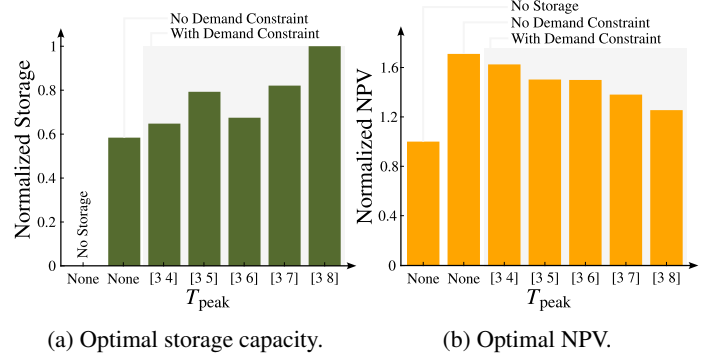 No Demand Constraint
With Demand Constraint
Normalized Storage
1
0.8
0.6
0.4
0.2
0
No Storage
None None [3 4] [3 5] [3 6] [3 7] [3 8]
Tpeak
(a) Optimal storage capacity.
No Storage
No Demand Constraint
With Demand Constraint
Normalized NPV
1.6
1.2
0.8
0.4
0
None None [3 4] [3 5] [3 6] [3 7] [3 8]
Tpeak
(b) Optimal NPV.